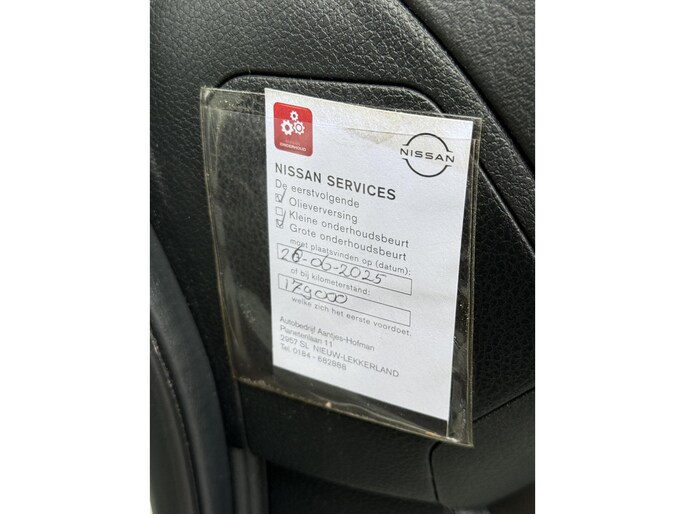 NISSAN
NISSAN SERVICES
De eerstvolgende
Olieverversing
Kleine onderhoudsbeurt
Grote onderhoudsbeurt
moet plaatsvinden op (datum):
26-06-2025
of bij kilometerstand:
179000
welke zich het eerste voordoet.
Autobedrijf Aantjes-Hofman
Planetenlaan 11
2957 SL NIEUW-LEKKERLAND
Tel. 0184 - 682888